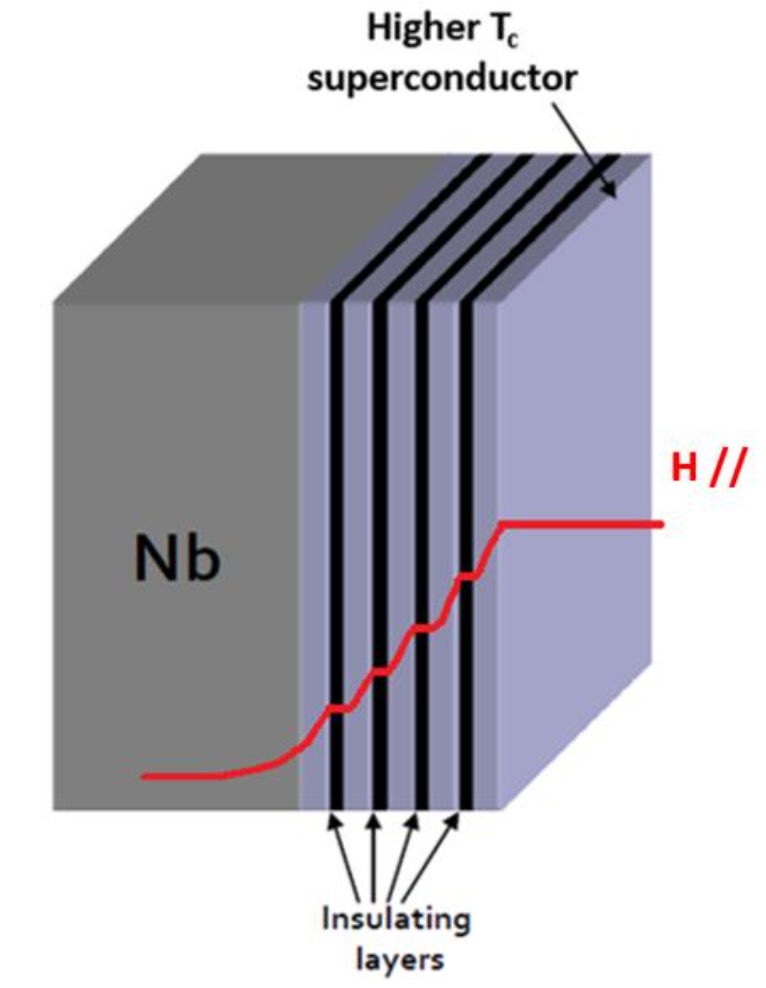 Higher Tc
superconductor
H //
Nb
Insulating
layers